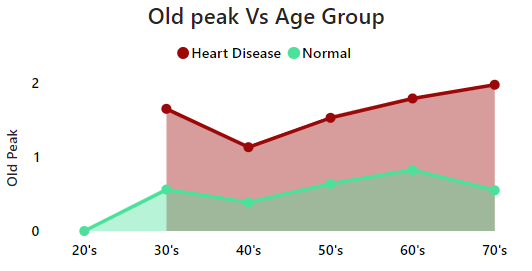 Old peak Vs Age Group
Heart Disease Normal
2
1
0
Old Peak
20's 30's 40's 50's 60's 70's